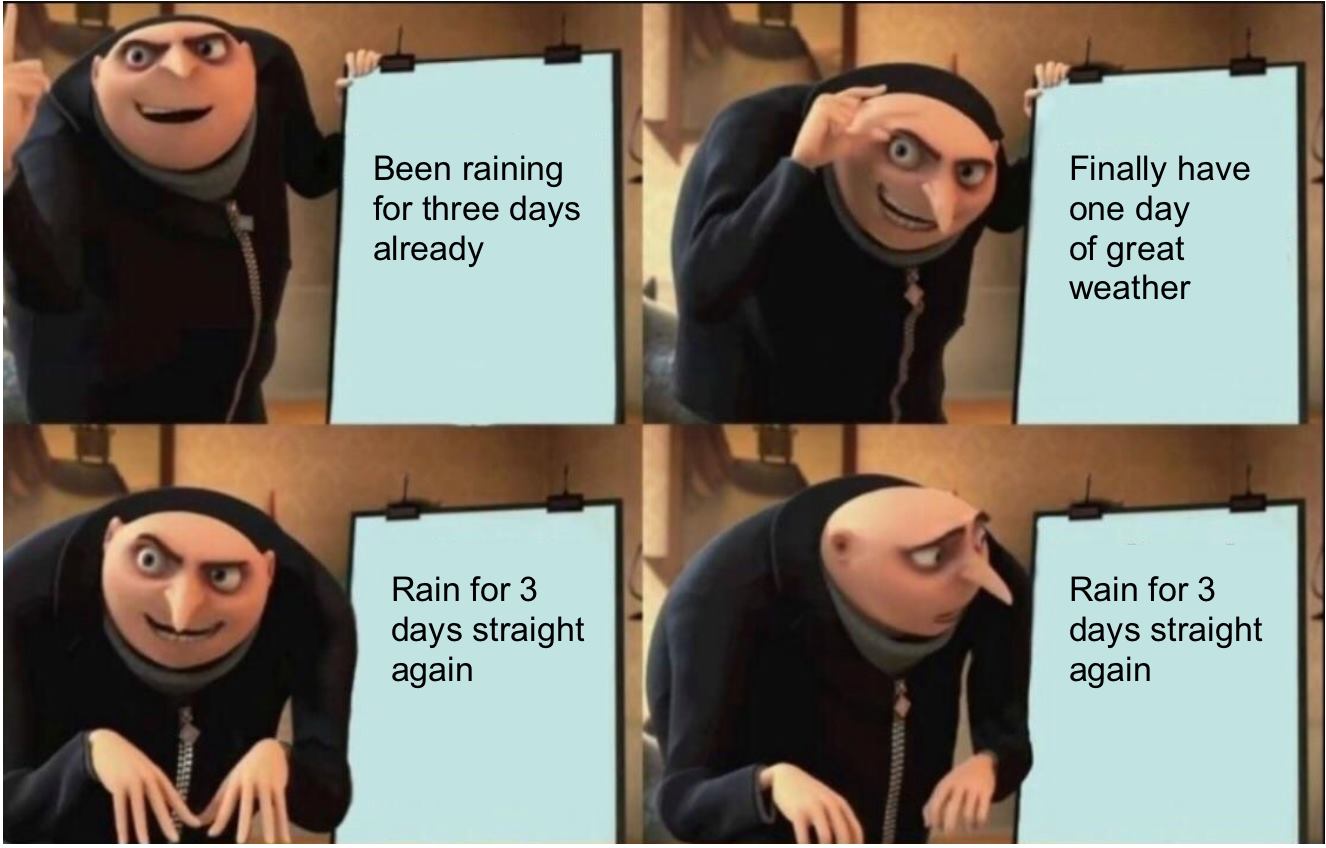 Been raining
for three days
already
Finally have
one day
of great
weather
Rain for 3
days straight
again
Rain for 3
days straight
again